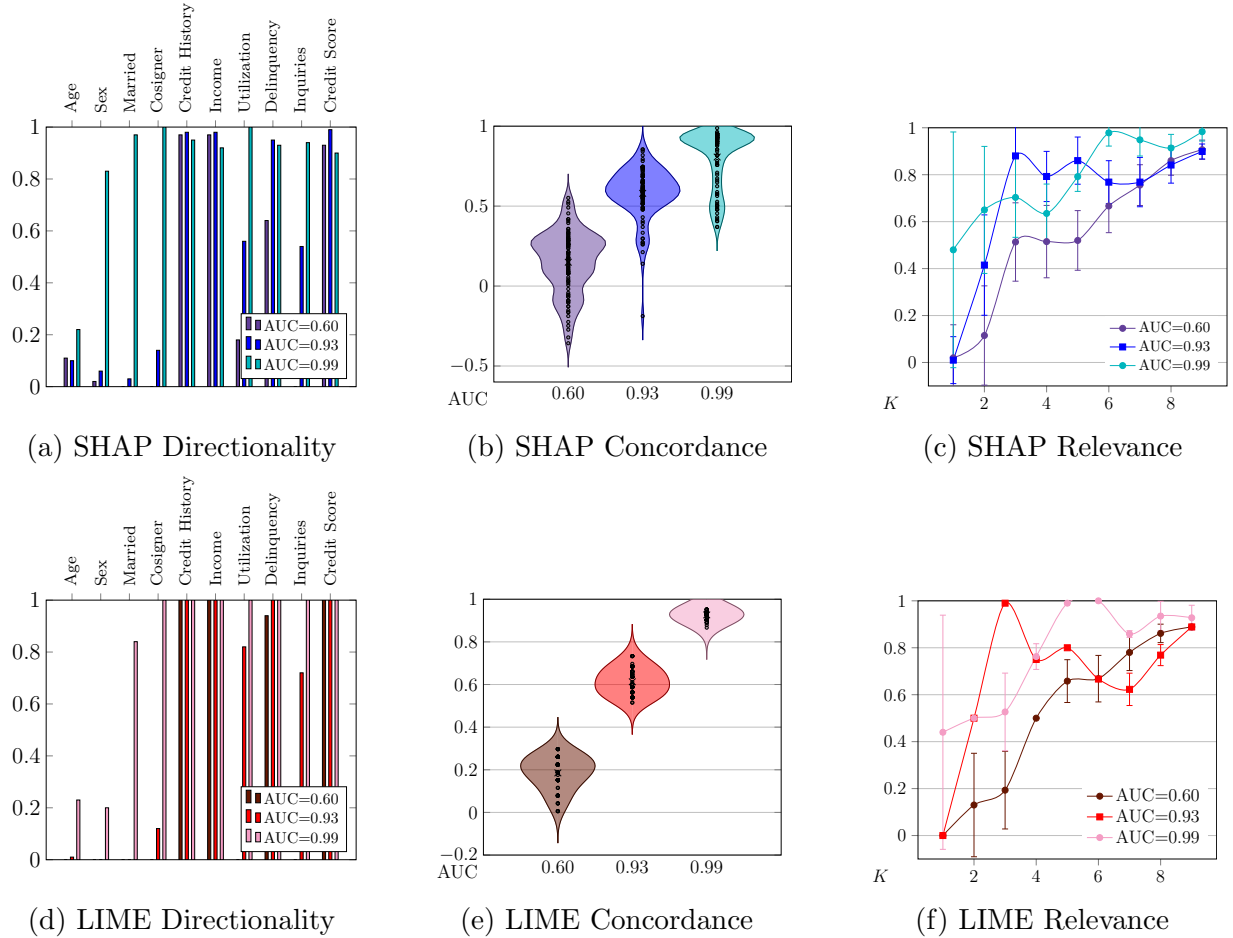 Age
Sex
Married
Cosigner
Credit History
Income
Utilization
Delinquency
Inquiries
Credit Score
1
0.8
0.6
0.4
0.2
0
AUC=0.60
AUC=0.93
AUC=0.99
(a) SHAP Directionality
1
0.5
0
−0.5
AUC
0.60
0.93
0.99
(b) SHAP Concordance
1
0.8
0.6
0.4
0.2
0
AUC=0.60
AUC=0.93
AUC=0.99
K
2
4
6
8
(c) SHAP Relevance
Age
Sex
Married
Cosigner
Credit History
Income
Utilization
Delinquency
Inquiries
Credit Score
1
0.8
0.6
0.4
0.2
0
AUC=0.60
AUC=0.93
AUC=0.99
(d) LIME Directionality
1
0.8
0.6
0.4
0.2
0
−0.2
AUC
0.60
0.93
0.99
(e) LIME Concordance
1
0.8
0.6
0.4
0.2
0
AUC=0.60
AUC=0.93
AUC=0.99
K
2
4
6
8
(f) LIME Relevance